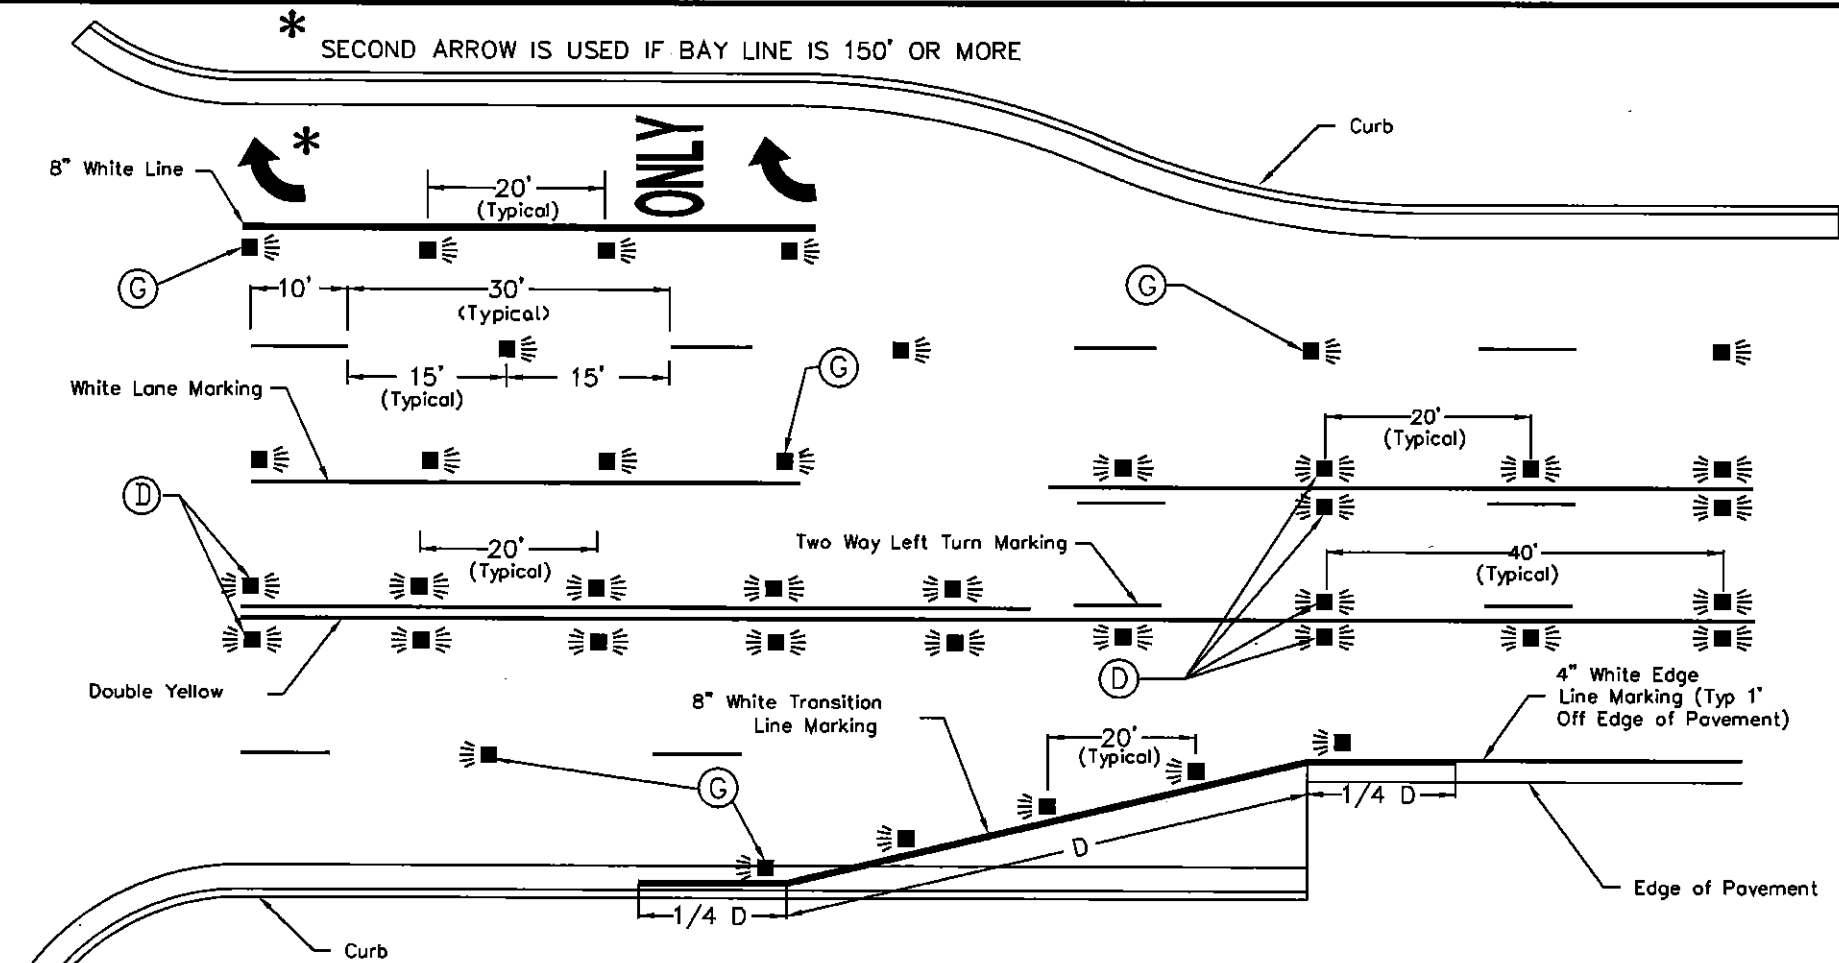 *
SECOND ARROW IS USED IF BAY LINE IS 150' OR MORE
Curb
*
ONLY
8" White Line
20'
(Typical)
G
10'
30'
(Typical)
G
15'
(Typical)
15'
G
White Lane Marking
20'
(Typical)
D
20'
(Typical)
Two Way Left Turn Marking
40'
(Typical)
Double Yellow
D
4" White Edge
Line Marking (Typ 1'
Off Edge of Pavement)
8" White Transition
Line Marking
20'
(Typical)
G
1/4 D
D
Edge of Pavement
1/4 D
Curb